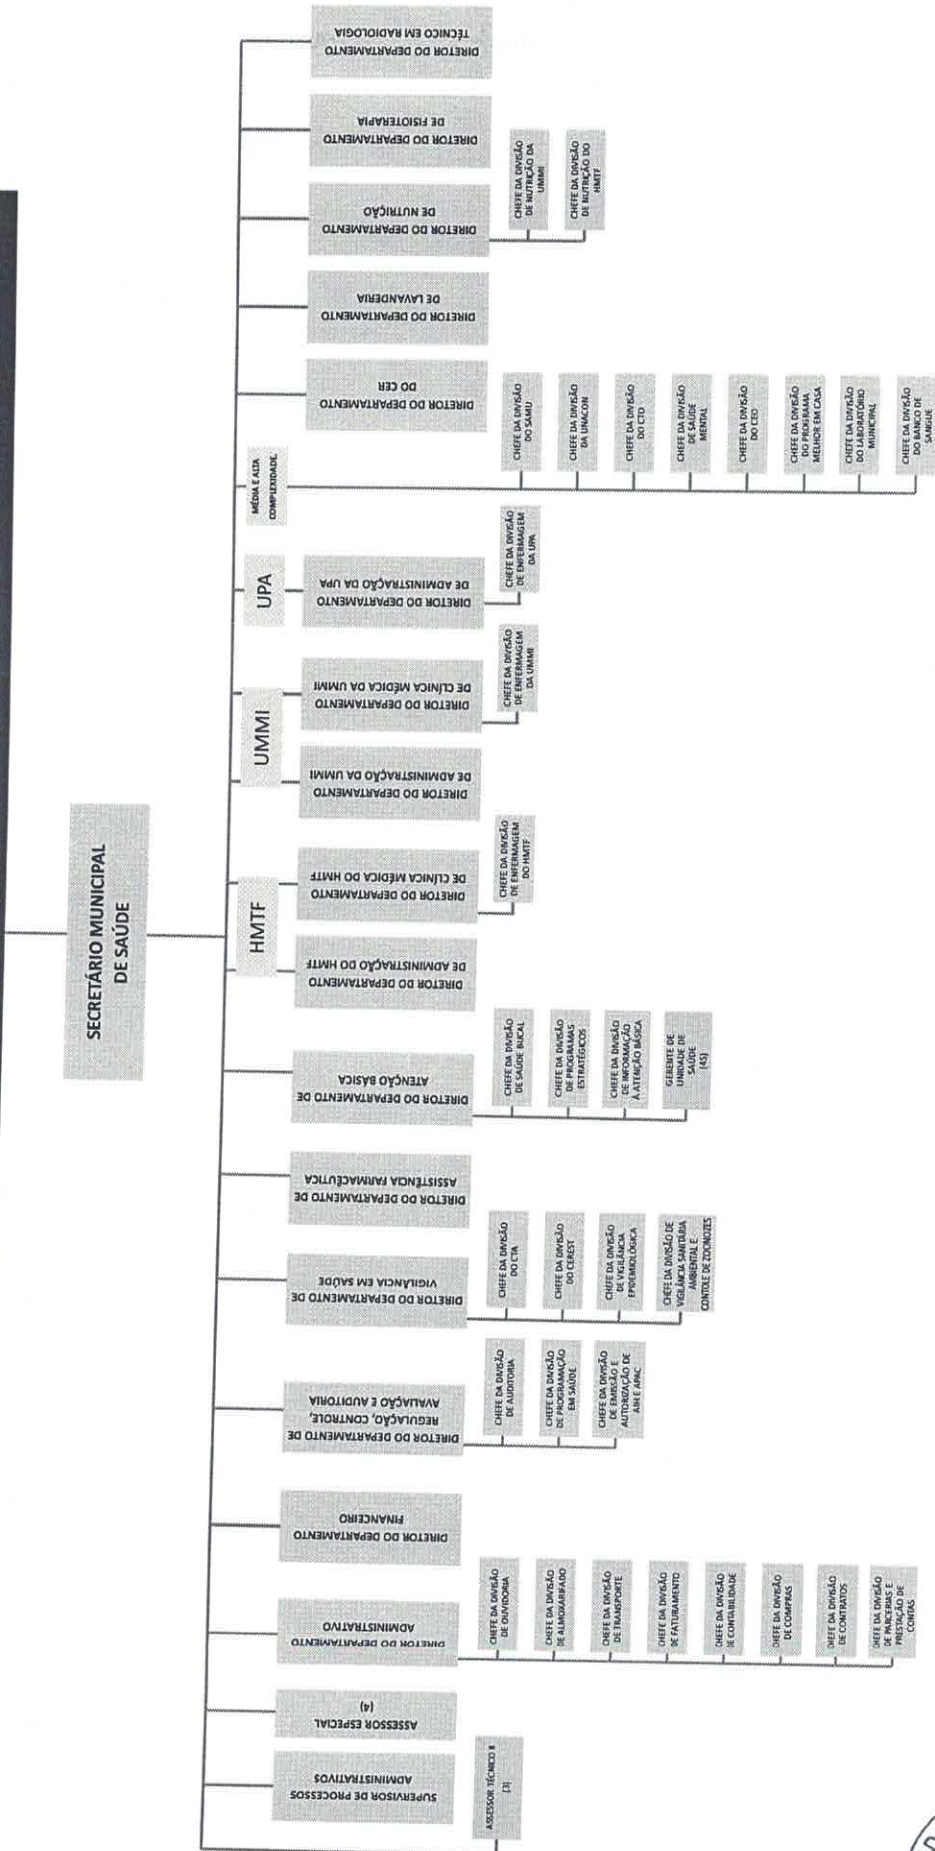 SECRETÁRIO MUNICIPAL
DE SAÚDE
SUPERVISOR DE PROCESSOS
ADMINISTRATIVOS
ASSESSOR TÉCNICO II
(3)
ASSESSOR ESPECIAL
(4)
DIRETOR DO DEPARTAMENTO
ADMINISTRATIVO
CHEFE DA DIVISÃO
DE OUVIDORIA
CHEFE DA DIVISÃO
DE ALMOXARIFADO
CHEFE DA DIVISÃO
DE TRANSPORTE
CHEFE DA DIVISÃO
DE FATURAMENTO
CHEFE DA DIVISÃO
DE CONTABILIDADE
CHEFE DA DIVISÃO
DE COMPRAS
CHEFE DA DIVISÃO
DE CONTRATOS
CHEFE DA DIVISÃO
DE PARCERIAS E
PRESTAÇÃO DE
CONTAS
DIRETOR DO DEPARTAMENTO
FINANCEIRO
DIRETOR DO DEPARTAMENTO DE
REGULAÇÃO, CONTROLE,
AVALIAÇÃO E AUDITORIA
CHEFE DA DIVISÃO
DE AUDITORIA
CHEFE DA DIVISÃO
DE PROGRAMAÇÃO
EM SAÚDE
CHEFE DA DIVISÃO
DE EMISSÃO E
AUTORIZAÇÃO DE
AIH E APAC
DIRETOR DO DEPARTAMENTO DE
VIGILÂNCIA EM SAÚDE
CHEFE DA DIVISÃO
DO CTA
CHEFE DA DIVISÃO
DO CEREST
CHEFE DA DIVISÃO
DE VIGILÂNCIA
EPIDEMIOLÓGICA
CHEFE DA DIVISÃO DE
VIGILÂNCIA SANITÁRIA
AMBIENTAL E
CONTOLE DE ZOONOZES
DIRETOR DO DEPARTAMENTO DE
ASSISTÊNCIA FARMACÊUTICA
DIRETOR DO DEPARTAMENTO DE
ATENÇÃO BÁSICA
CHEFE DA DIVISÃO
DE SAÚDE BUCAL
CHEFE DA DIVISÃO
DE PROGRAMAS
ESTRATÉGICOS
CHEFE DA DIVISÃO
DE INFORMAÇÃO
À ATENÇÃO BÁSICA
GERENTE DE
UNIDADE DE
SAÚDE
(45)
HMTF
DIRETOR DO DEPARTAMENTO
DE ADMINISTRAÇÃO DO HMTF
DIRETOR DO DEPARTAMENTO
DE CLÍNICA MÉDICA DO HMTF
CHEFE DA DIVISÃO
DE ENFERMAGEM
DO HMTF
UMMI
DIRETOR DO DEPARTAMENTO
DE ADMINISTRAÇÃO DA UMMI
DIRETOR DO DEPARTAMENTO
DE CLÍNICA MÉDICA DA UMMI
CHEFE DA DIVISÃO
DE ENFERMAGEM
DA UMMI
UPA
DIRETOR DO DEPARTAMENTO
DE ADMINISTRAÇÃO DA UPA
CHEFE DA DIVISÃO
DE ENFERMAGEM
DA UPA
MÉDIA E ALTA
COMPLEXIDADE
CHEFE DA DIVISÃO
DO SAMU
CHEFE DA DIVISÃO
DA UNACON
CHEFE DA DIVISÃO
DO CTO
CHEFE DA DIVISÃO
DE SAÚDE
MENTAL
CHEFE DA DIVISÃO
DO CEO
CHEFE DA DIVISÃO
DO PROGRAMA
MELHOR EM CASA
CHEFE DA DIVISÃO
DO LABORATÓRIO
MUNICIPAL
CHEFE DA DIVISÃO
DO BANCO DE
SANGUE
DIRETOR DO DEPARTAMENTO
DO CER
DIRETOR DO DEPARTAMENTO
DE LAVANDERIA
DIRETOR DO DEPARTAMENTO
DE NUTRIÇÃO
CHEFE DA DIVISÃO
DE NUTRIÇÃO DA
UMMI
CHEFE DA DIVISÃO
DE NUTRIÇÃO DO
HMTF
DIRETOR DO DEPARTAMENTO
DE FISIOTERAPIA
DIRETOR DO DEPARTAMENTO
TÉCNICO EM RADIOLOGIA